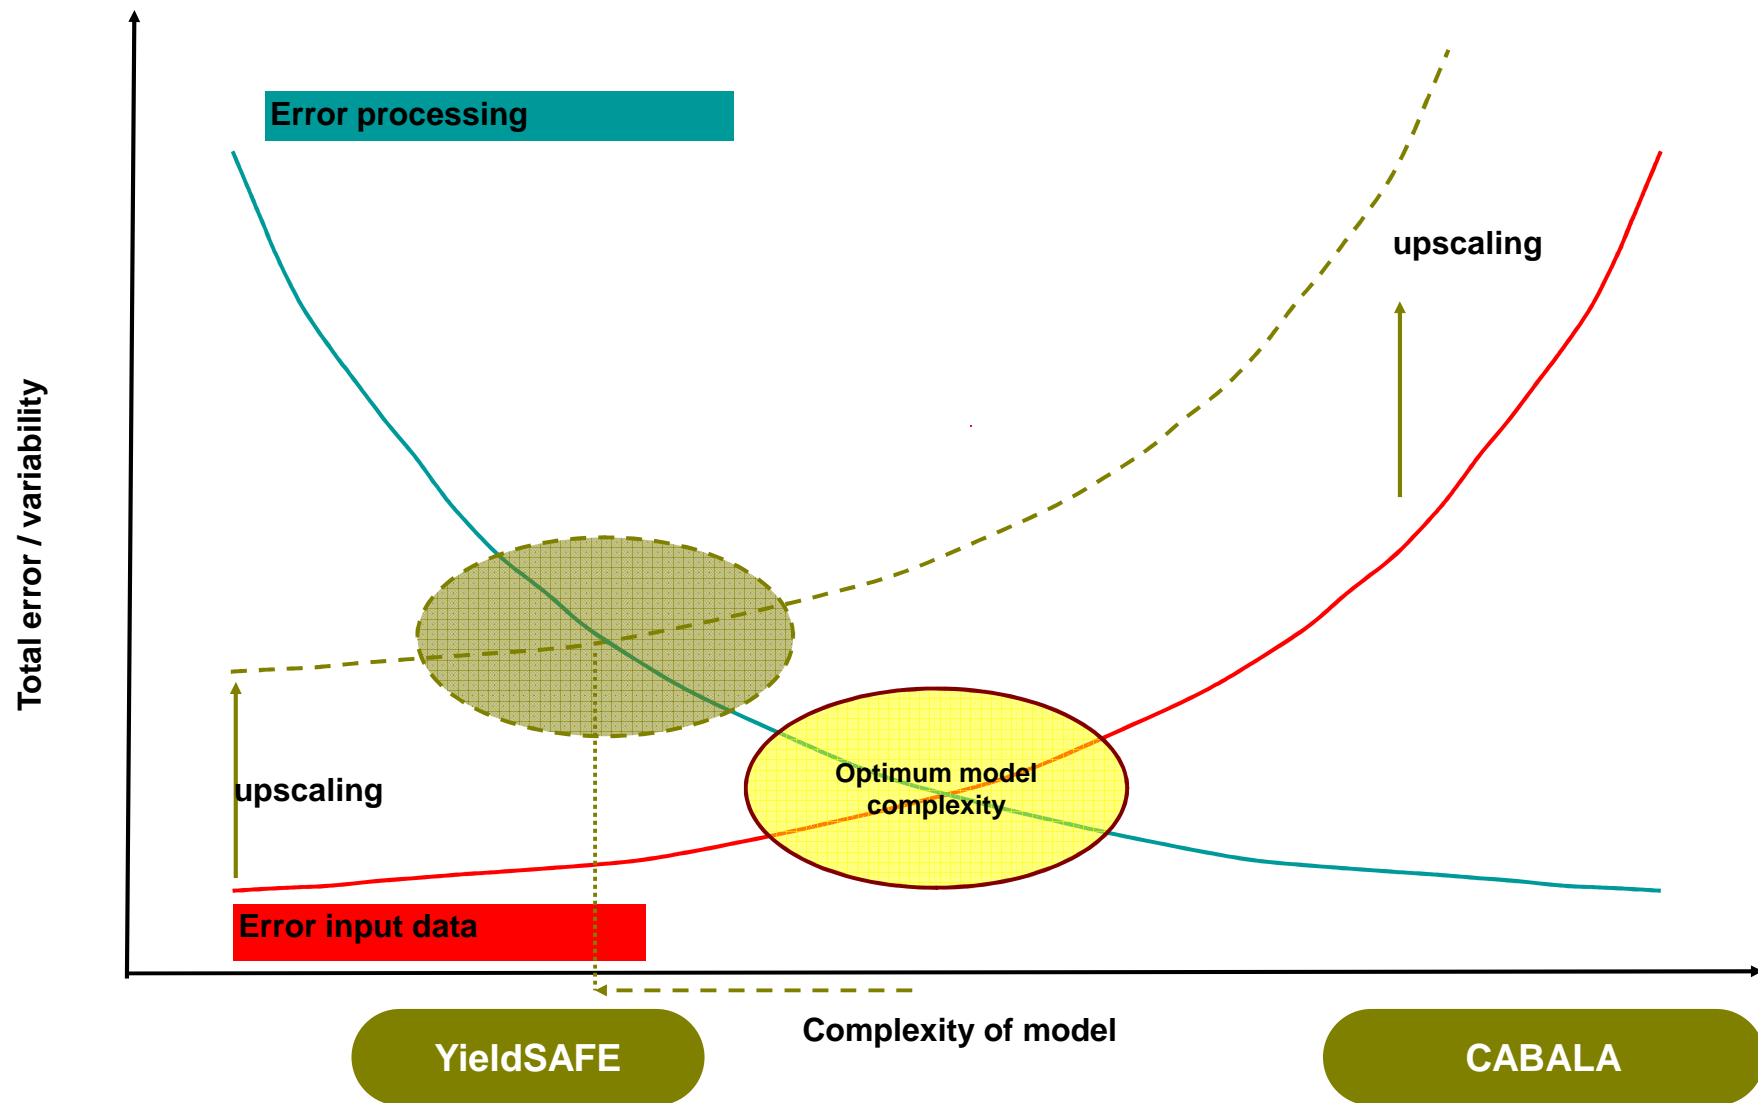 Error processing
upscaling
Total error / variability
Optimum model
complexity
upscaling
Error input data
Complexity of model
YieldSAFE
CABALA